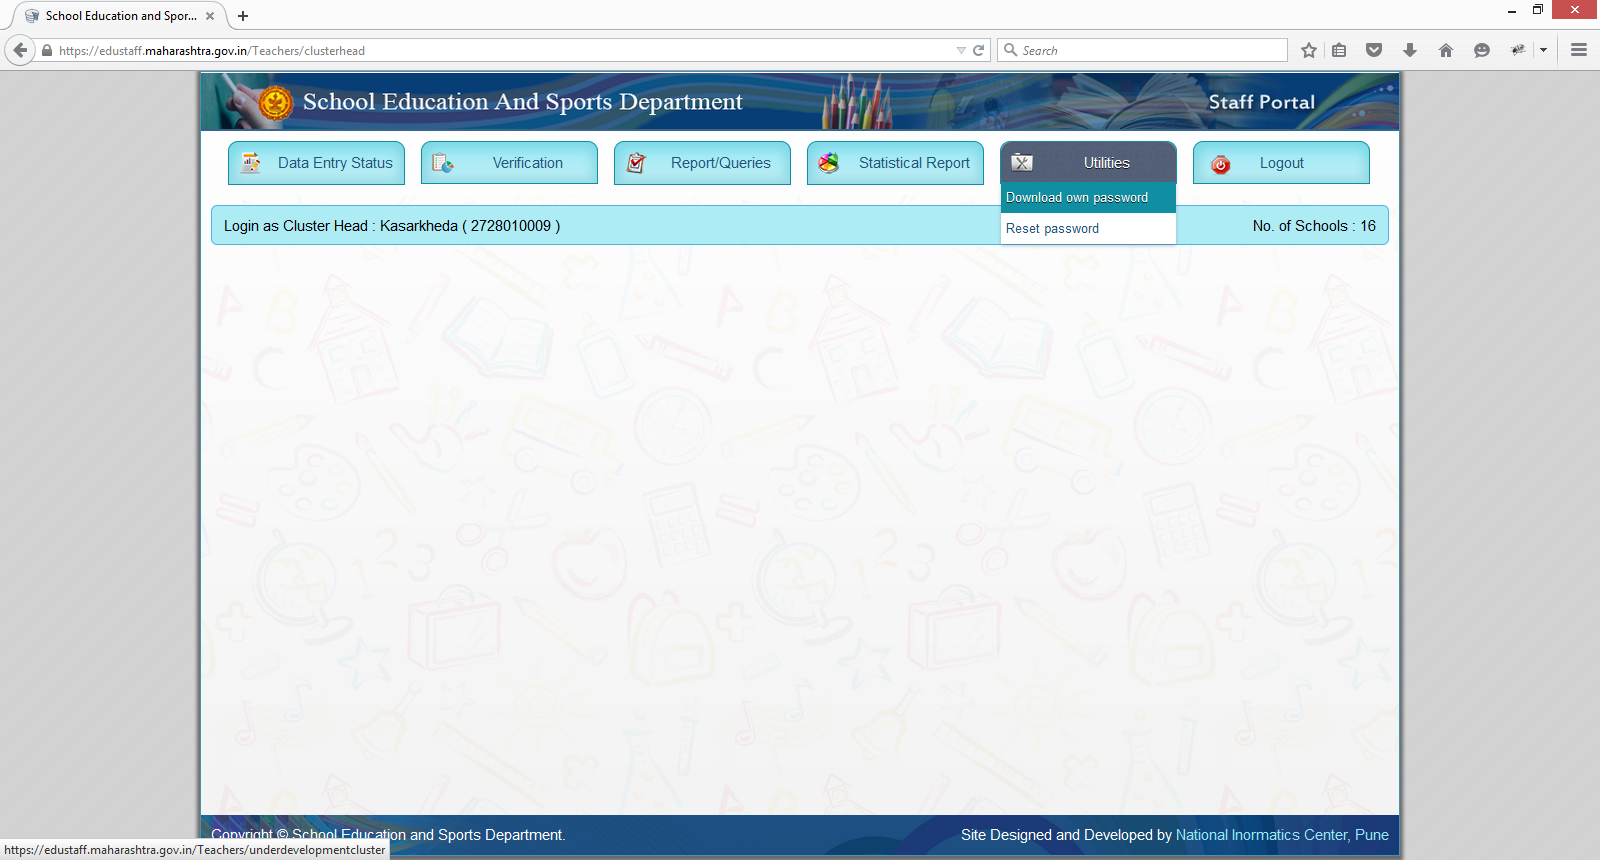 School Education and Spor...
https://edustaff.maharashtra.gov.in/Teachers/clusterhead
Search
School Education And Sports Department
Staff Portal
Data Entry Status
Verification
Report/Queries
Statistical Report
Utilities
Logout
Download own password
Reset password
Login as Cluster Head : Kasarkheda ( 2728010009 )
No. of Schools : 16
Copyright © School Education and Sports Department.
Site Designed and Developed by National Inormatics Center, Pune
https://edustaff.maharashtra.gov.in/Teachers/underdevelopmentcluster